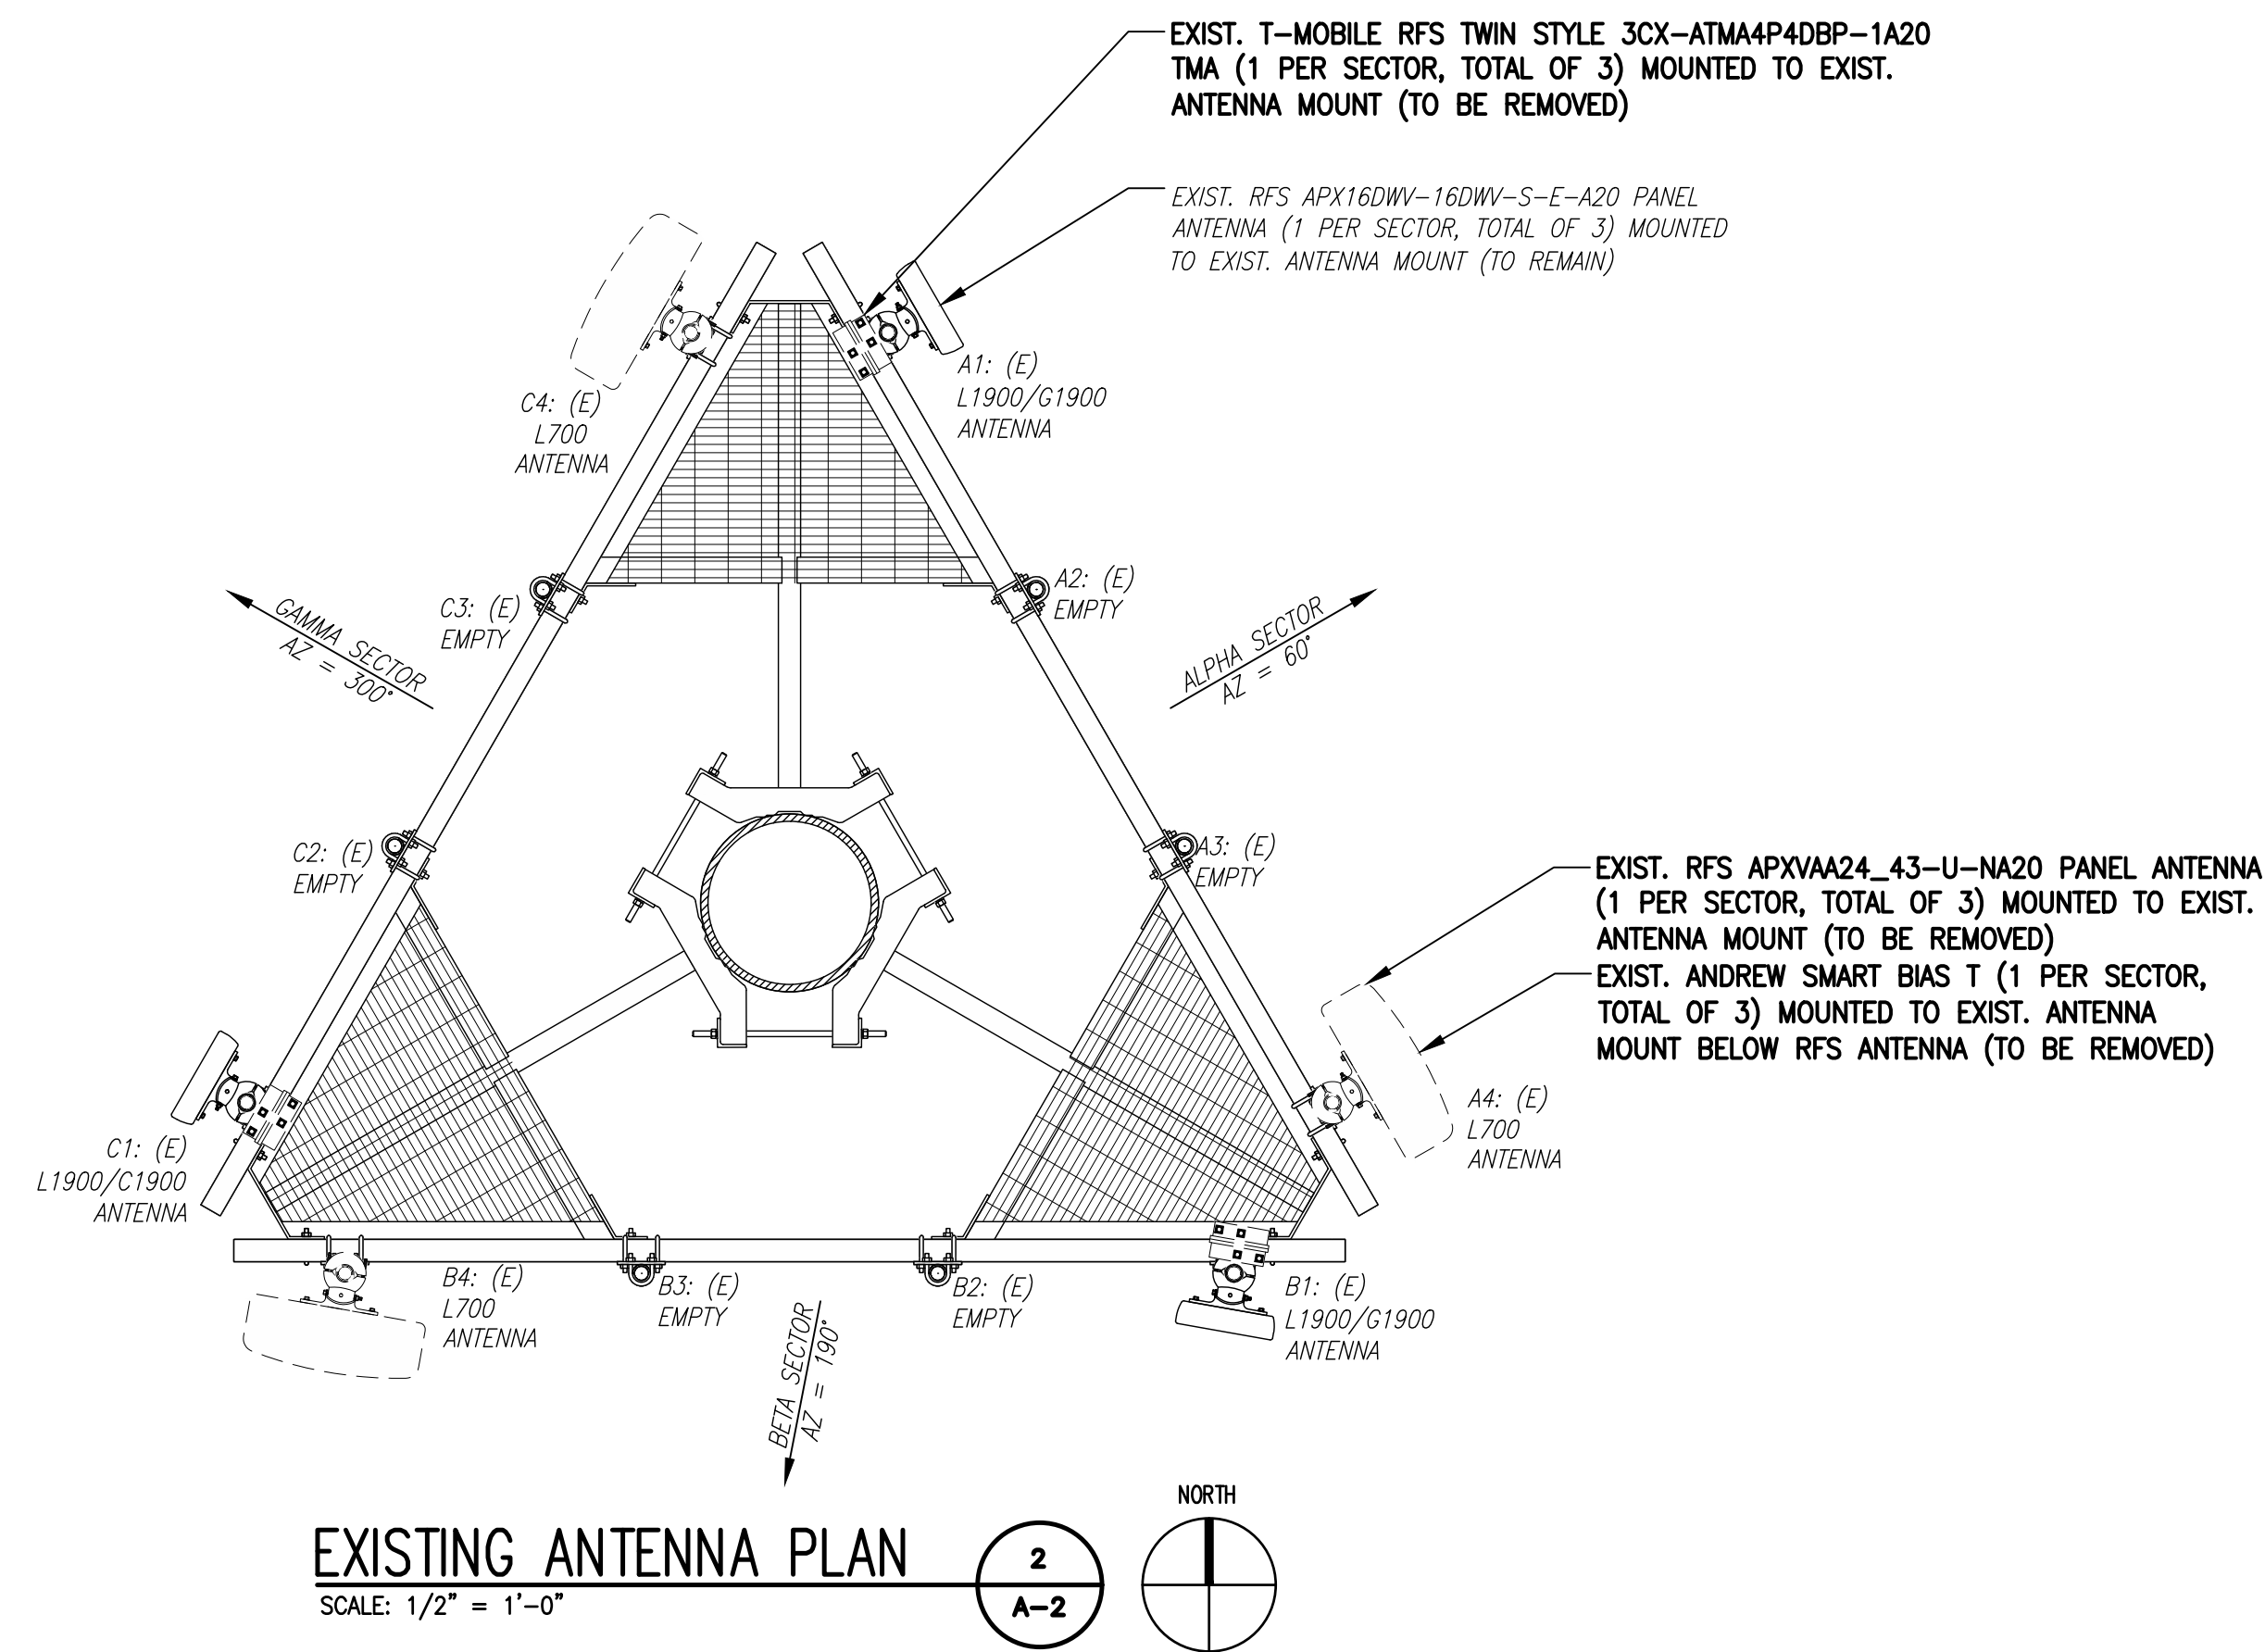 EXIST. T-MOBILE RFS TWIN STYLE 3CX-ATMA4P4DBP-1A20
TMA (1 PER SECTOR, TOTAL OF 3) MOUNTED TO EXIST.
ANTENNA MOUNT (TO BE REMOVED)
EXIST. RFS APX16DWV-16DWV-S-E-A20 PANEL
ANTENNA (1 PER SECTOR, TOTAL OF 3) MOUNTED
TO EXIST. ANTENNA MOUNT (TO REMAIN)
A1: (E)
L1900/G1900
ANTENNA
C4: (E)
L700
ANTENNA
C3: (E)
EMPTY
A2: (E)
EMPTY
GAMMA SECTOR
AZ = 300°
ALPHA SECTOR
AZ = 60°
C2: (E)
EMPTY
A3: (E)
EMPTY
EXIST. RFS APXVAA24_43-U-NA20 PANEL ANTENNA
(1 PER SECTOR, TOTAL OF 3) MOUNTED TO EXIST.
ANTENNA MOUNT (TO BE REMOVED)
EXIST. ANDREW SMART BIAS T (1 PER SECTOR,
TOTAL OF 3) MOUNTED TO EXIST. ANTENNA
MOUNT BELOW RFS ANTENNA (TO BE REMOVED)
A4: (E)
L700
ANTENNA
C1: (E)
L1900/C1900
ANTENNA
B4: (E)
L700
ANTENNA
B3: (E)
EMPTY
B2: (E)
EMPTY
B1: (E)
L1900/G1900
ANTENNA
BETA SECTOR
AZ = 190°
EXISTING ANTENNA PLAN
SCALE: 1/2" = 1'-0"
2
A-2
NORTH